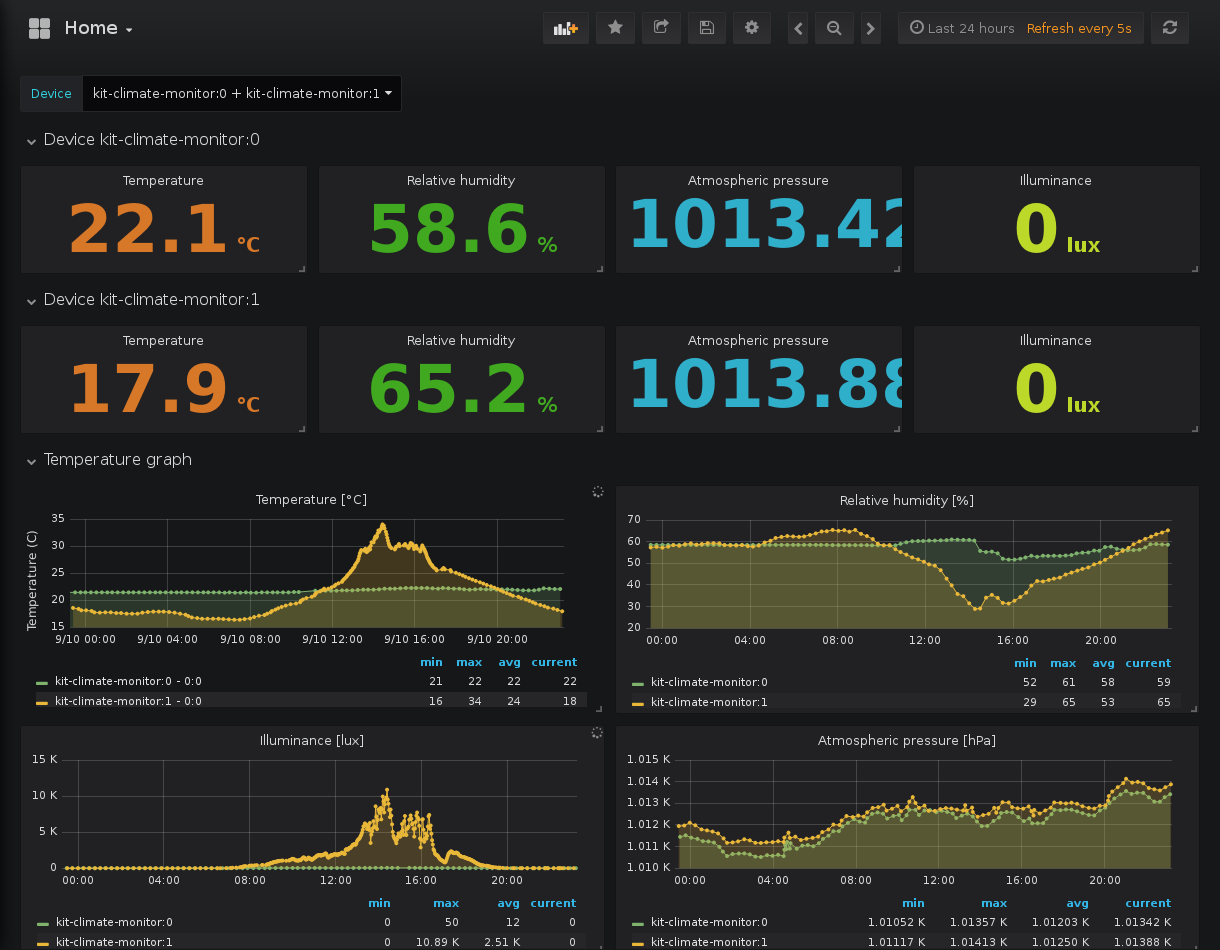 Home
Last 24 hours Refresh every 5s
Device kit-climate-monitor:0 + kit-climate-monitor:1
Device kit-climate-monitor:0
Temperature Relative humidity Atmospheric pressure Illuminance
22.1 °C 58.6 % 1013.42 0 lux
Device kit-climate-monitor:1
Temperature Relative humidity Atmospheric pressure Illuminance
17.9 °C 65.2 % 1013.88 0 lux
Temperature graph
Temperature [°C]
Temperature (C)
35
30
25
20
15
9/10 00:00 9/10 04:00 9/10 08:00 9/10 12:00 9/10 16:00 9/10 20:00
min max avg current
kit-climate-monitor:0 - 0:0 21 22 22 22
kit-climate-monitor:1 - 0:0 16 34 24 18
Relative humidity [%]
70
60
50
40
30
20
00:00 04:00 08:00 12:00 16:00 20:00
min max avg current
kit-climate-monitor:0 52 61 58 59
kit-climate-monitor:1 29 65 53 65
Illuminance [lux]
15 K
10 K
5 K
0
00:00 04:00 08:00 12:00 16:00 20:00
min max avg current
kit-climate-monitor:0 0 50 12 0
kit-climate-monitor:1 0 10.89 K 2.51 K 0
Atmospheric pressure [hPa]
1.015 K
1.014 K
1.013 K
1.012 K
1.011 K
1.010 K
00:00 04:00 08:00 12:00 16:00 20:00
min max avg current
kit-climate-monitor:0 1.01052 K 1.01357 K 1.01203 K 1.01342 K
kit-climate-monitor:1 1.01117 K 1.01413 K 1.01250 K 1.01388 K